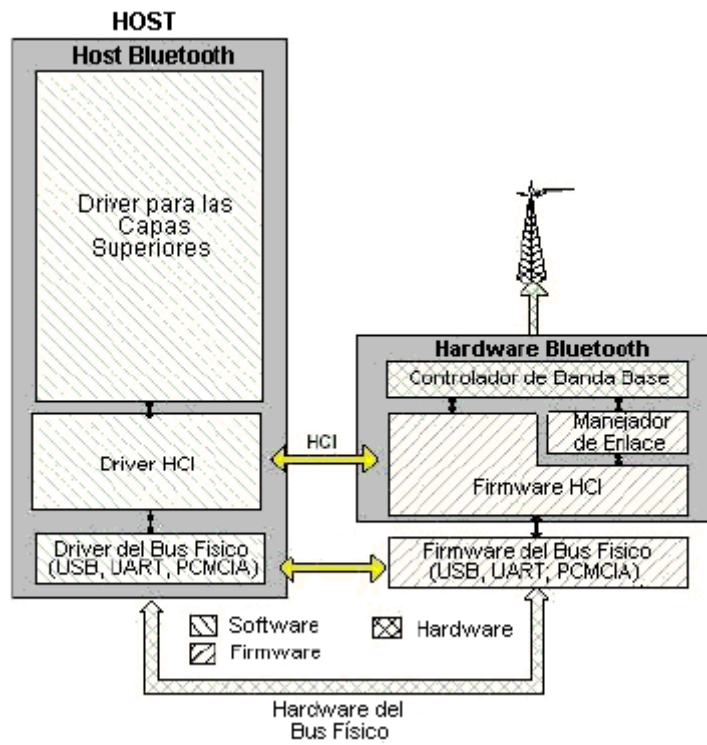 HOST
Host Bluetooth
Driver para las
Capas
Superiores
Driver HCI
Driver del Bus Físico
(USB, UART, PCMCIA)
HCI
Hardware Bluetooth
Controlador de Banda Base
Manejador
de Enlace
Firmware HCI
Firmware del Bus Físico
(USB, UART, PCMCIA)
Software
Hardware
Firmware
Hardware del
Bus Físico